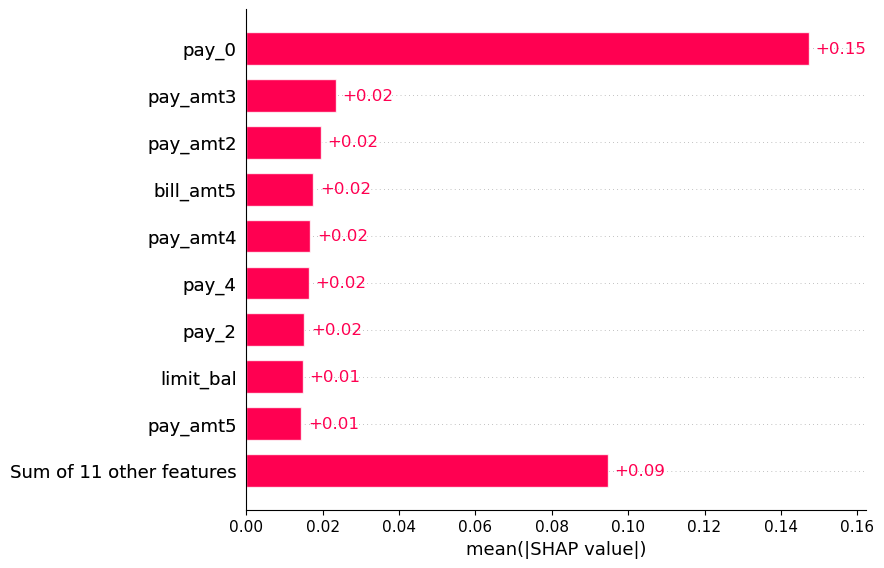 pay_0 +0.15
pay_amt3 +0.02
pay_amt2 +0.02
bill_amt5 +0.02
pay_amt4 +0.02
pay_4 +0.02
pay_2 +0.02
limit_bal +0.01
pay_amt5 +0.01
Sum of 11 other features +0.09
0.00 0.02 0.04 0.06 0.08 0.10 0.12 0.14 0.16
mean(|SHAP value|)